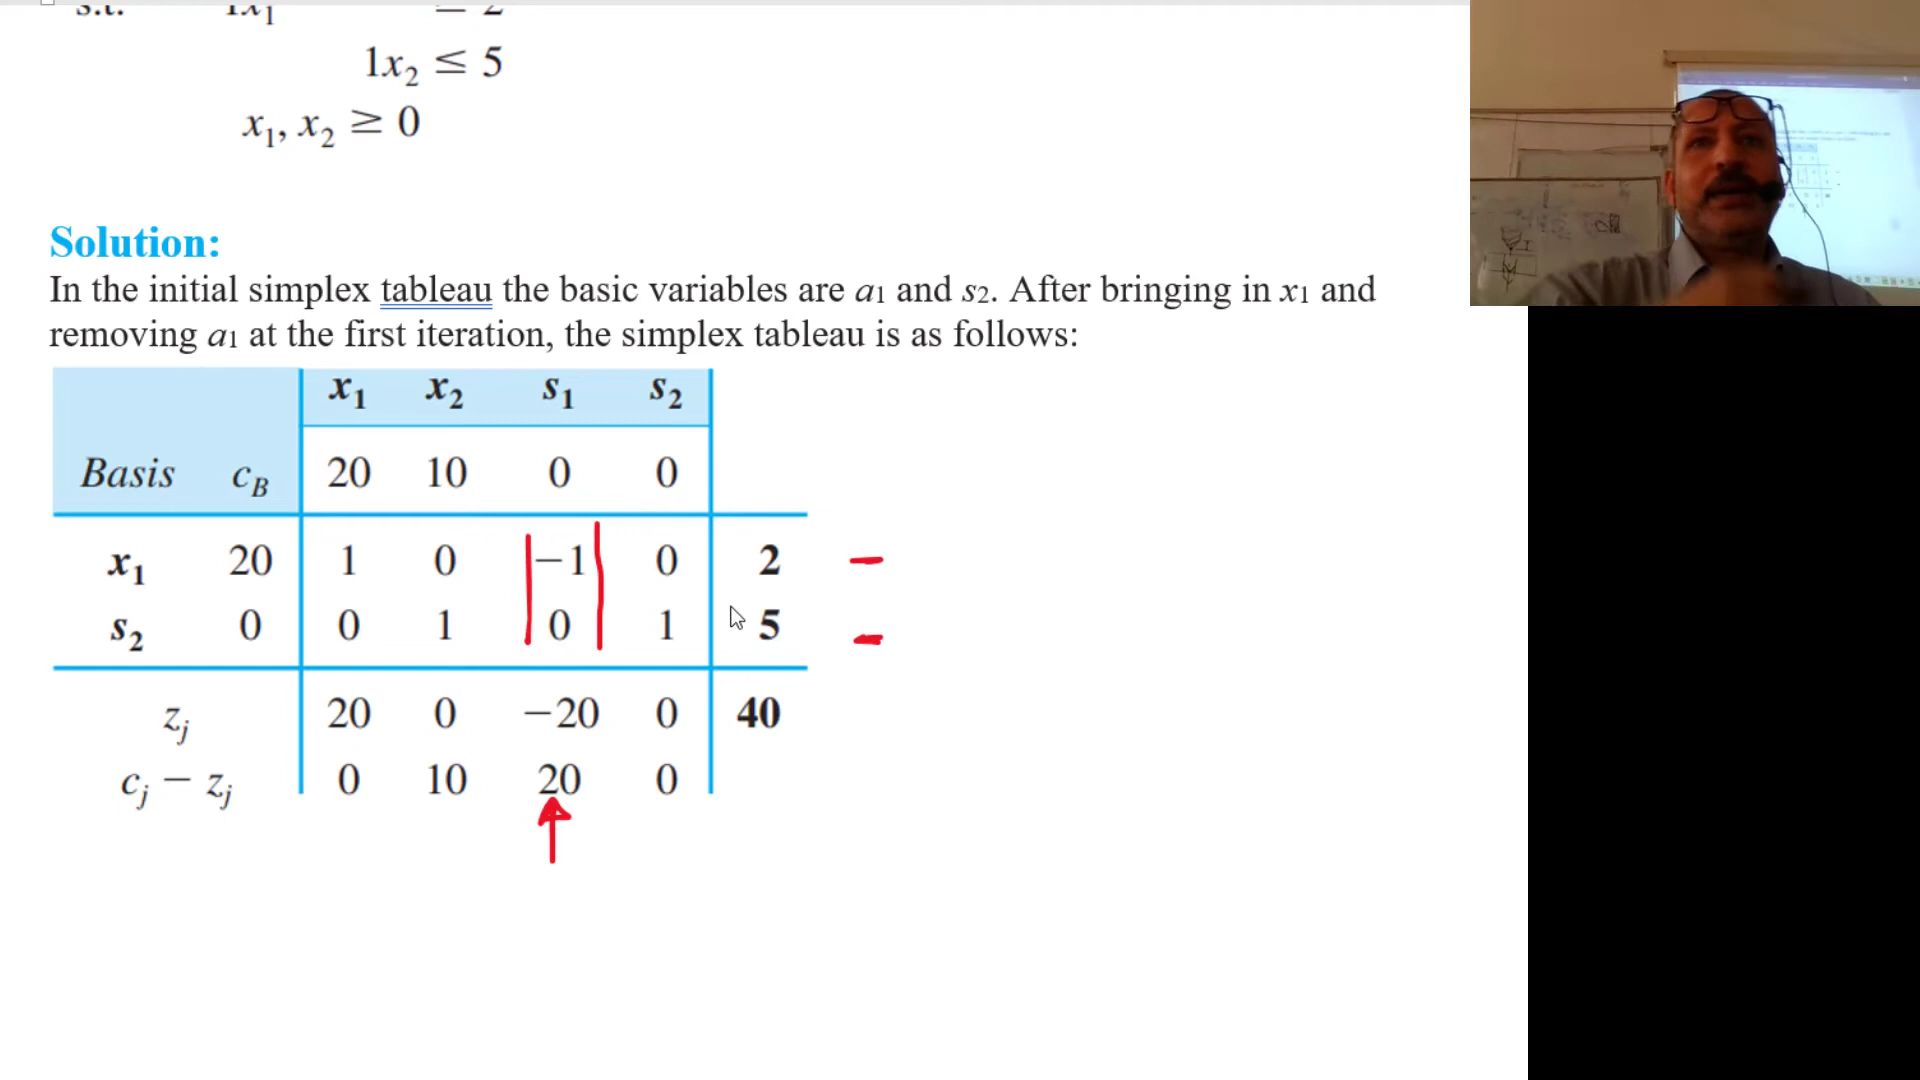 1x₂ ≤ 5
x₁, x₂ ≥ 0
Solution:
In the initial simplex tableau the basic variables are a₁ and s₂. After bringing in x₁ and
removing a₁ at the first iteration, the simplex tableau is as follows:
x₁ x₂ s₁ s₂
Basis c_B 20 10 0 0
x₁ 20 1 0 −1 0 2
s₂ 0 0 1 0 1 5
z_j 20 0 −20 0 40
c_j − z_j 0 10 20 0